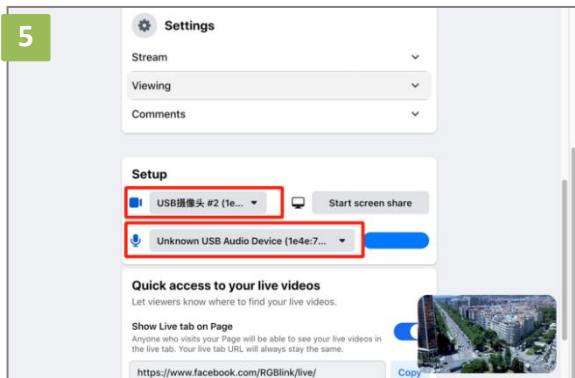 5
Settings
Stream
Viewing
Comments
Setup
USB摄像头 #2 (1e...
Start screen share
Unknown USB Audio Device (1e4e:7...
Quick access to your live videos
Let viewers know where to find your live videos.
Show Live tab on Page
Anyone who visits your Page will be able to see your live videos in
the live tab. Your live tab URL will always stay the same.
https://www.facebook.com/RGBlink/live/
Copy